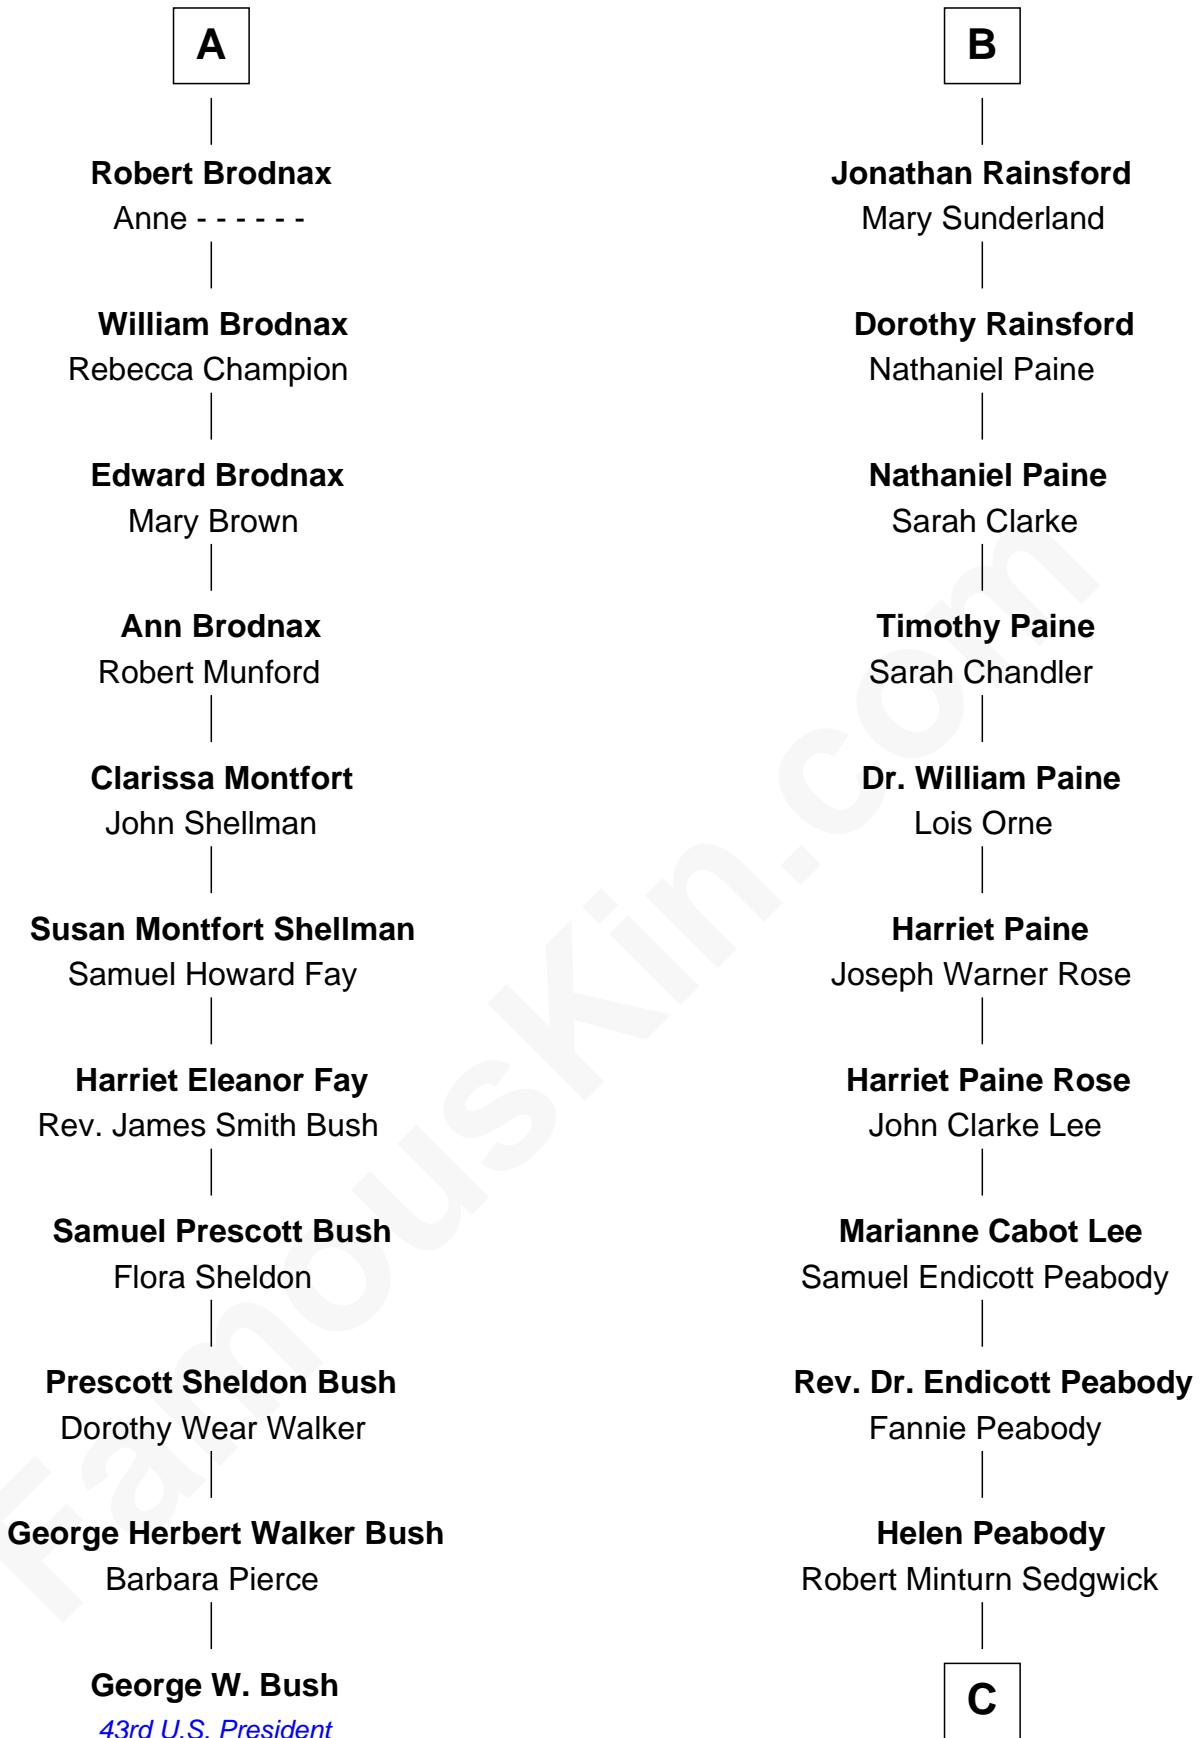 A
Robert Brodnax
Anne - - - - - -
William Brodnax
Rebecca Champion
Edward Brodnax
Mary Brown
Ann Brodnax
Robert Munford
Clarissa Montfort
John Shellman
Susan Montfort Shellman
Samuel Howard Fay
Harriet Eleanor Fay
Rev. James Smith Bush
Samuel Prescott Bush
Flora Sheldon
Prescott Sheldon Bush
Dorothy Wear Walker
George Herbert Walker Bush
Barbara Pierce
George W. Bush
43rd U.S. President
B
Jonathan Rainsford
Mary Sunderland
Dorothy Rainsford
Nathaniel Paine
Nathaniel Paine
Sarah Clarke
Timothy Paine
Sarah Chandler
Dr. William Paine
Lois Orne
Harriet Paine
Joseph Warner Rose
Harriet Paine Rose
John Clarke Lee
Marianne Cabot Lee
Samuel Endicott Peabody
Rev. Dr. Endicott Peabody
Fannie Peabody
Helen Peabody
Robert Minturn Sedgwick
C
FamousKin.com